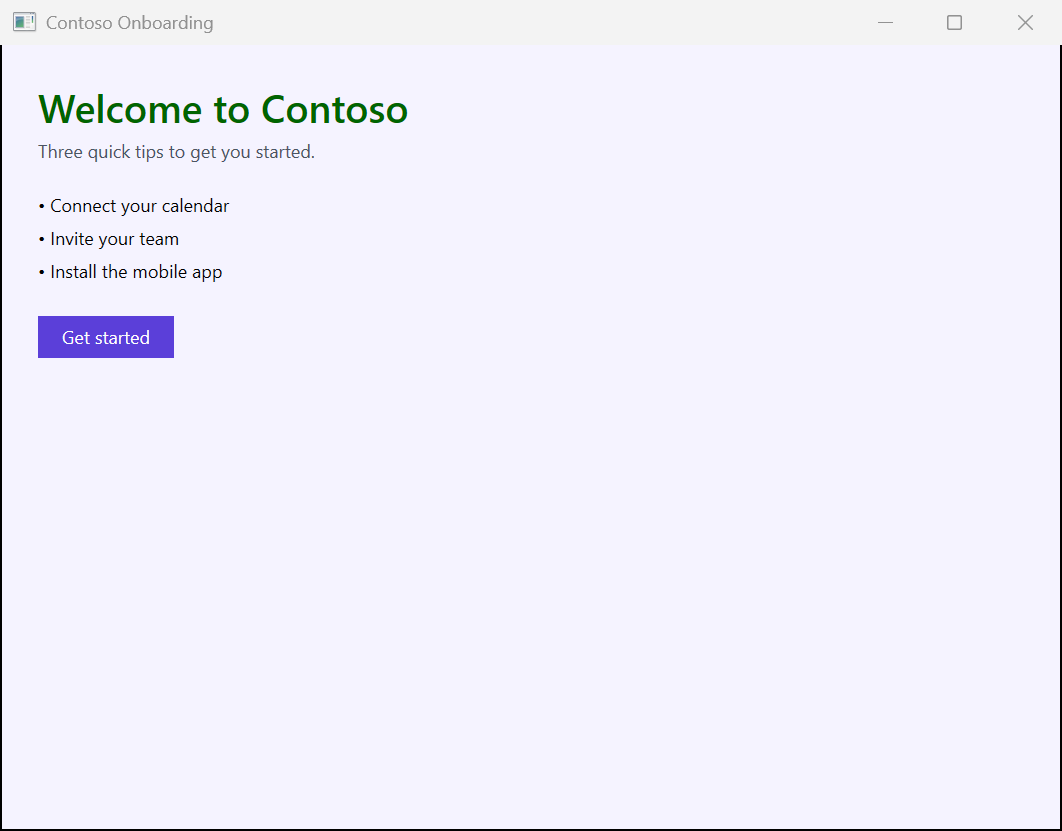 Contoso Onboarding
Welcome to Contoso
Three quick tips to get you started.
• Connect your calendar
• Invite your team
• Install the mobile app
Get started